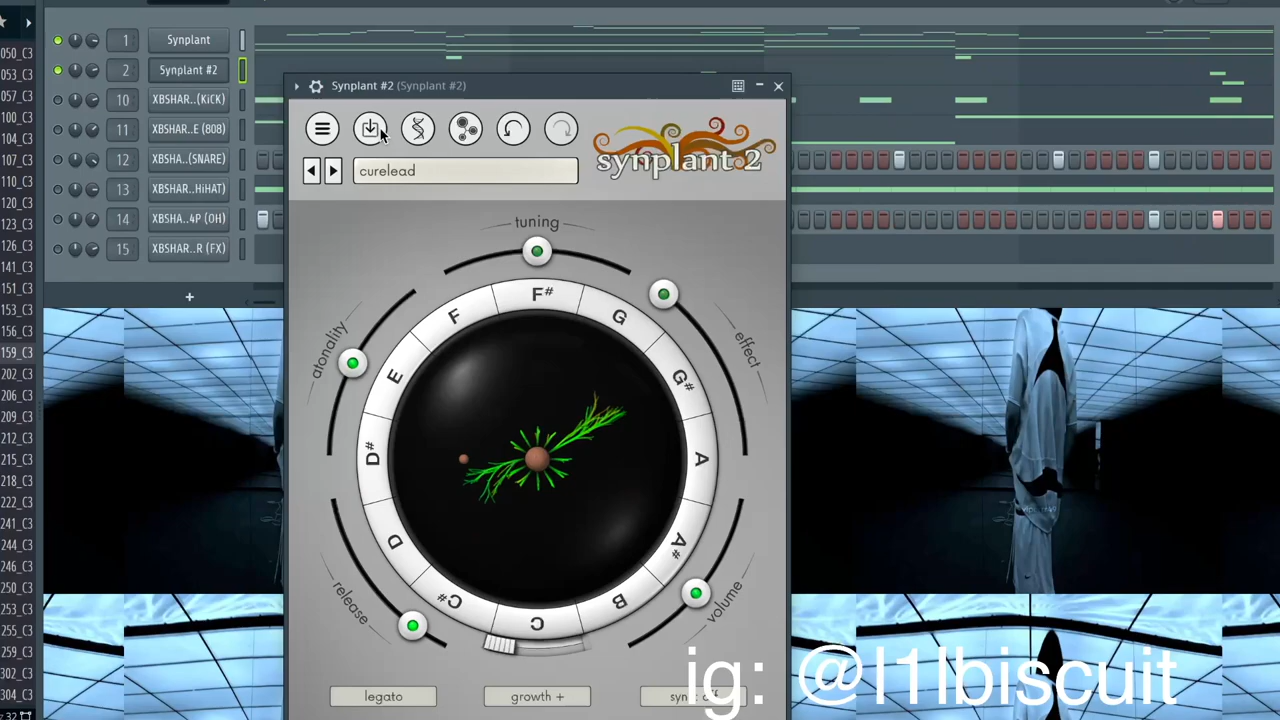 050_C3
053_C3
057_C3
100_C3
104_C3
107_C3
110_C3
120_C3
123_C3
126_C3
141_C3
151_C3
153_C3
156_C3
159_C3
202_C3
206_C3
209_C3
212_C3
215_C3
218_C3
222_C3
241_C3
244_C3
246_C3
250_C3
253_C3
255_C3
259_C3
302_C3
304_C3
z 32
1 Synplant
2 Synplant #2
10 XBSHAR..(KiCK)
11 XBSHAR..E (808)
12 XBSHA..(SNARE)
13 XBSHAR..HiHAT)
14 XBSHA..4P (OH)
15 XBSHAR..R (FX)
+
Synplant #2 (Synplant #2)
curelead
synplant 2
tuning
atonality
effect
release
volume
F#
G
G#
A
A#
B
C
C#
D
D#
E
F
legato
growth +
ig: @l1lbiscuit